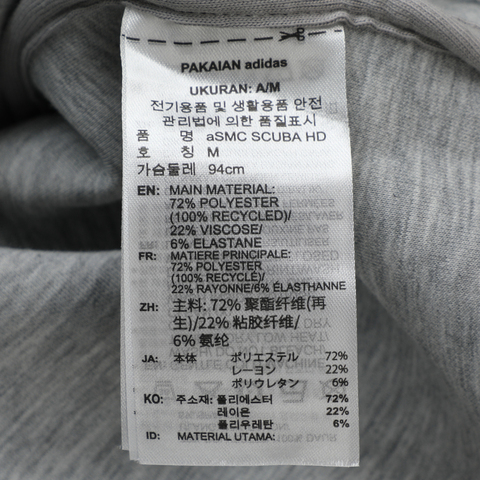 PAKAIAN adidas
UKURAN: A/M
전기용품 및 생활용품 안전
관리법에 의한 품질표시
품 명 aSMC SCUBA HD
호 칭 M
가슴둘레 94cm
EN: MAIN MATERIAL:
72% POLYESTER
(100% RECYCLED)/
22% VISCOSE/
6% ELASTANE
FR: MATIERE PRINCIPALE:
72% POLYESTER
(100% RECYCLÉ)/
22% RAYONNE/6% ÉLASTHANNE
ZH: 主料: 72% 聚酯纤维(再
生)/22% 粘胶纤维/
6% 氨纶
JA: 本体 ポリエステル 72%
レーヨン 22%
ポリウレタン 6%
KO: 주소재: 폴리에스터 72%
레이온 22%
폴리우레탄 6%
ID: MATERIAL UTAMA: